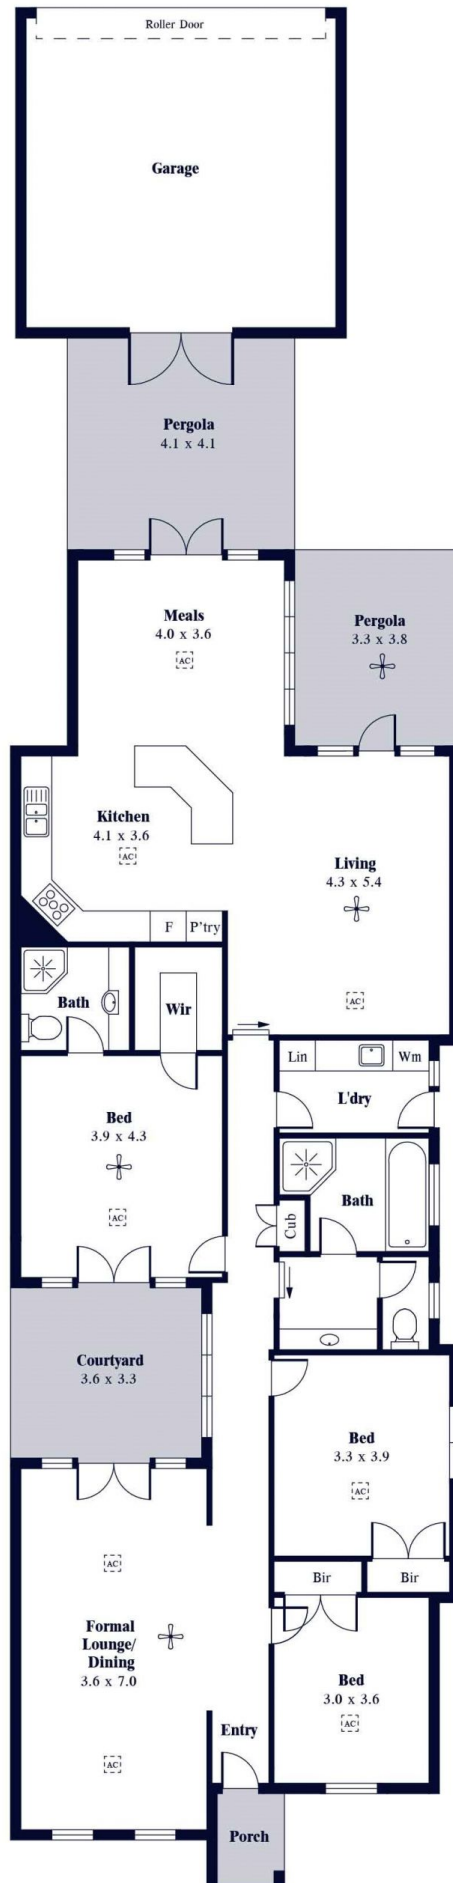 Roller Door
Garage
Pergola
4.1 x 4.1
Meals
4.0 x 3.6
AC
Pergola
3.3 x 3.8
Kitchen
4.1 x 3.6
AC
Living
4.3 x 5.4
F
P'try
AC
Bath
Wir
Lin
Wm
L'dry
Bed
3.9 x 4.3
AC
Bath
Cub
Courtyard
3.6 x 3.3
Bed
3.3 x 3.9
AC
Bir
Bir
AC
Formal
Lounge/
Dining
3.6 x 7.0
AC
Bed
3.0 x 3.6
AC
Entry
Porch